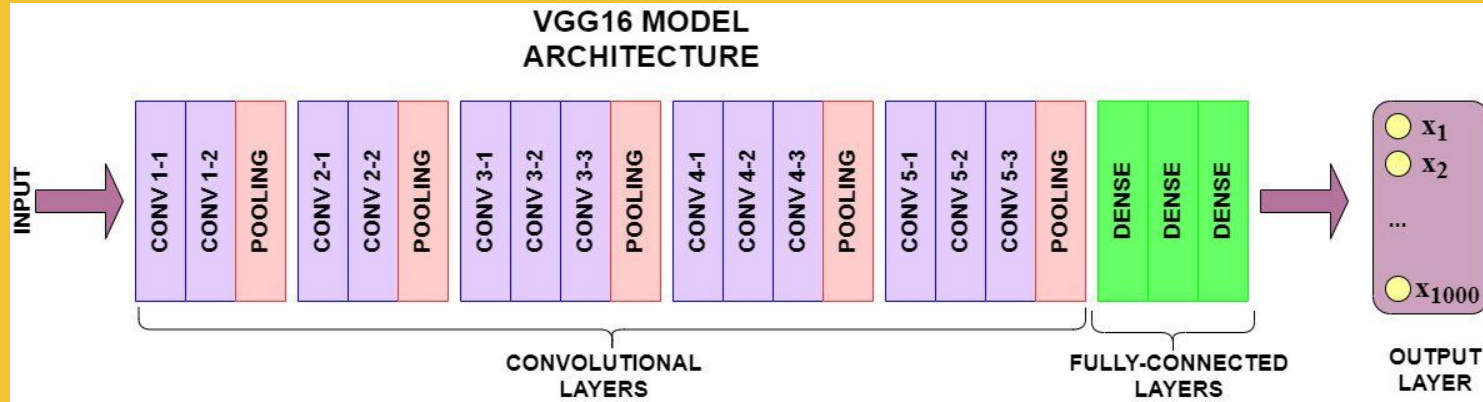 VGG16 MODEL
ARCHITECTURE
INPUT
CONV 1-1
CONV 1-2
POOLING
CONV 2-1
CONV 2-2
POOLING
CONV 3-1
CONV 3-2
CONV 3-3
POOLING
CONV 4-1
CONV 4-2
CONV 4-3
POOLING
CONV 5-1
CONV 5-2
CONV 5-3
POOLING
DENSE
DENSE
DENSE
x1
x2
...
x1000
CONVOLUTIONAL
LAYERS
FULLY-CONNECTED
LAYERS
OUTPUT
LAYER